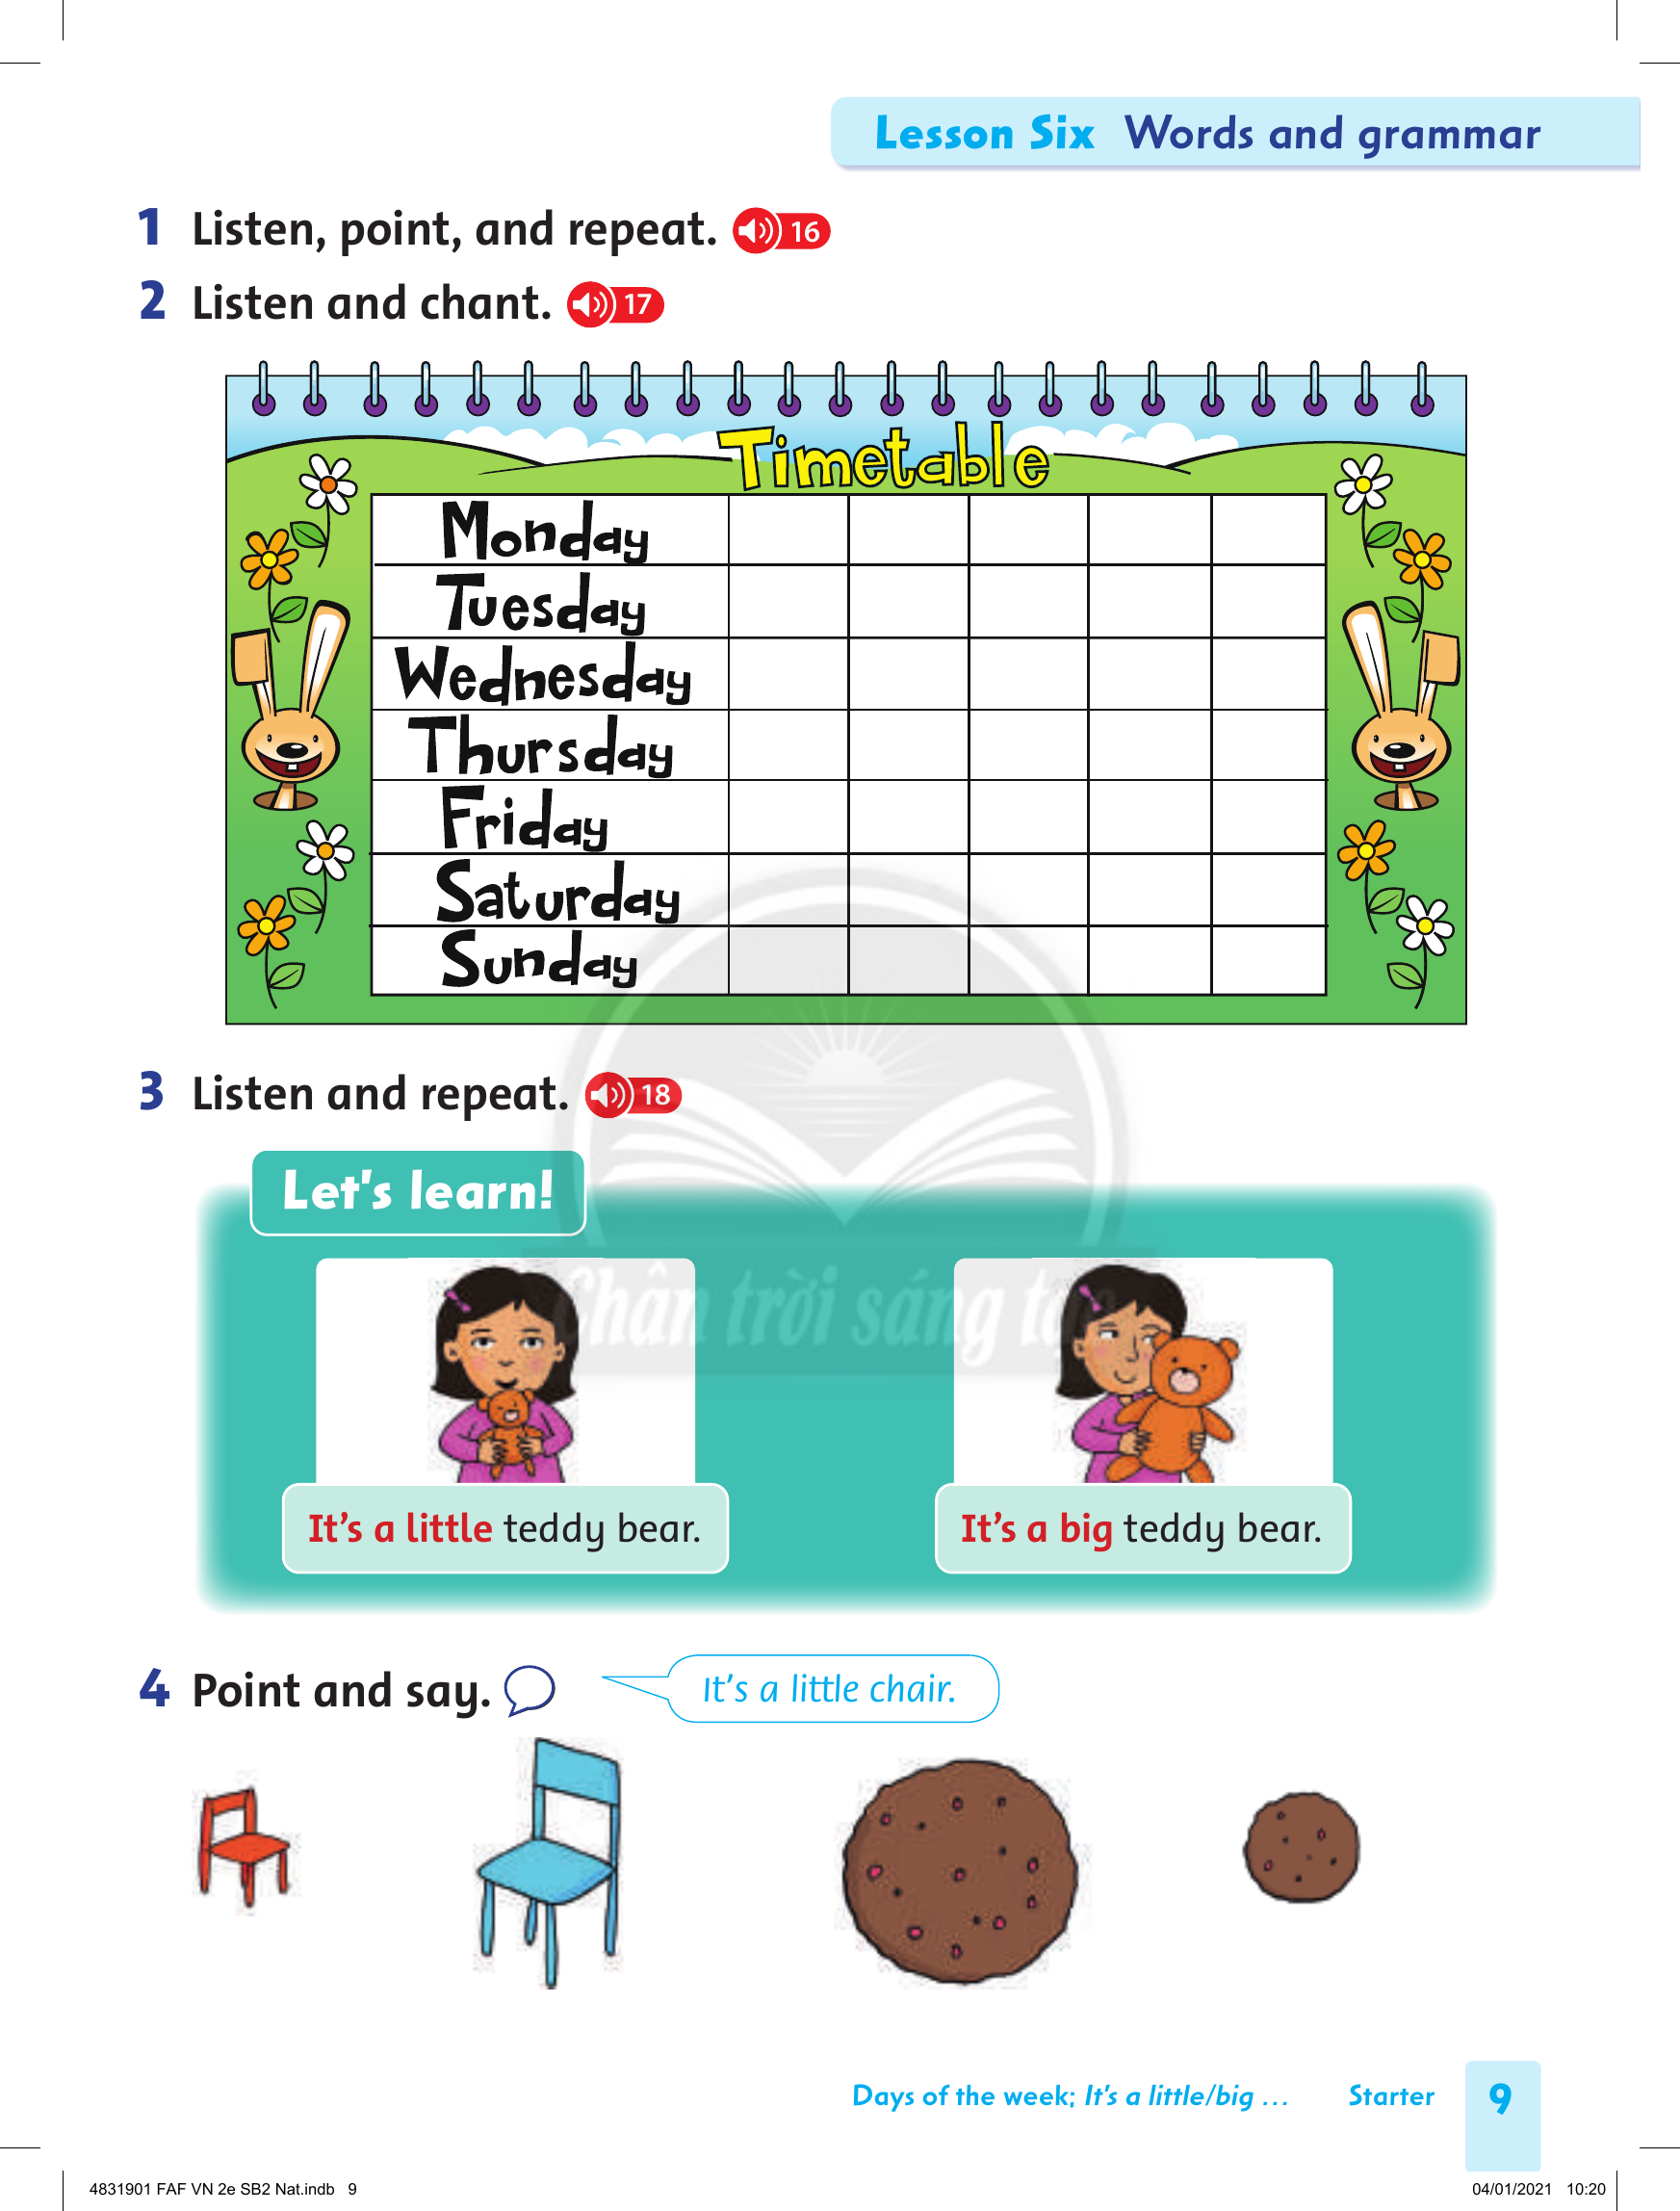 Lesson Six Words and grammar
1 Listen, point, and repeat. 16
2 Listen and chant. 17
Timetable
Monday
Tuesday
Wednesday
Thursday
Friday
Saturday
Sunday
3 Listen and repeat. 18
Let's learn!
Chân trời sáng tạo
It's a little teddy bear.
It's a big teddy bear.
4 Point and say.
It's a little chair.
Days of the week; It's a little/big ... Starter 9
4831901 FAF VN 2e SB2 Nat.indb 9
04/01/2021 10:20